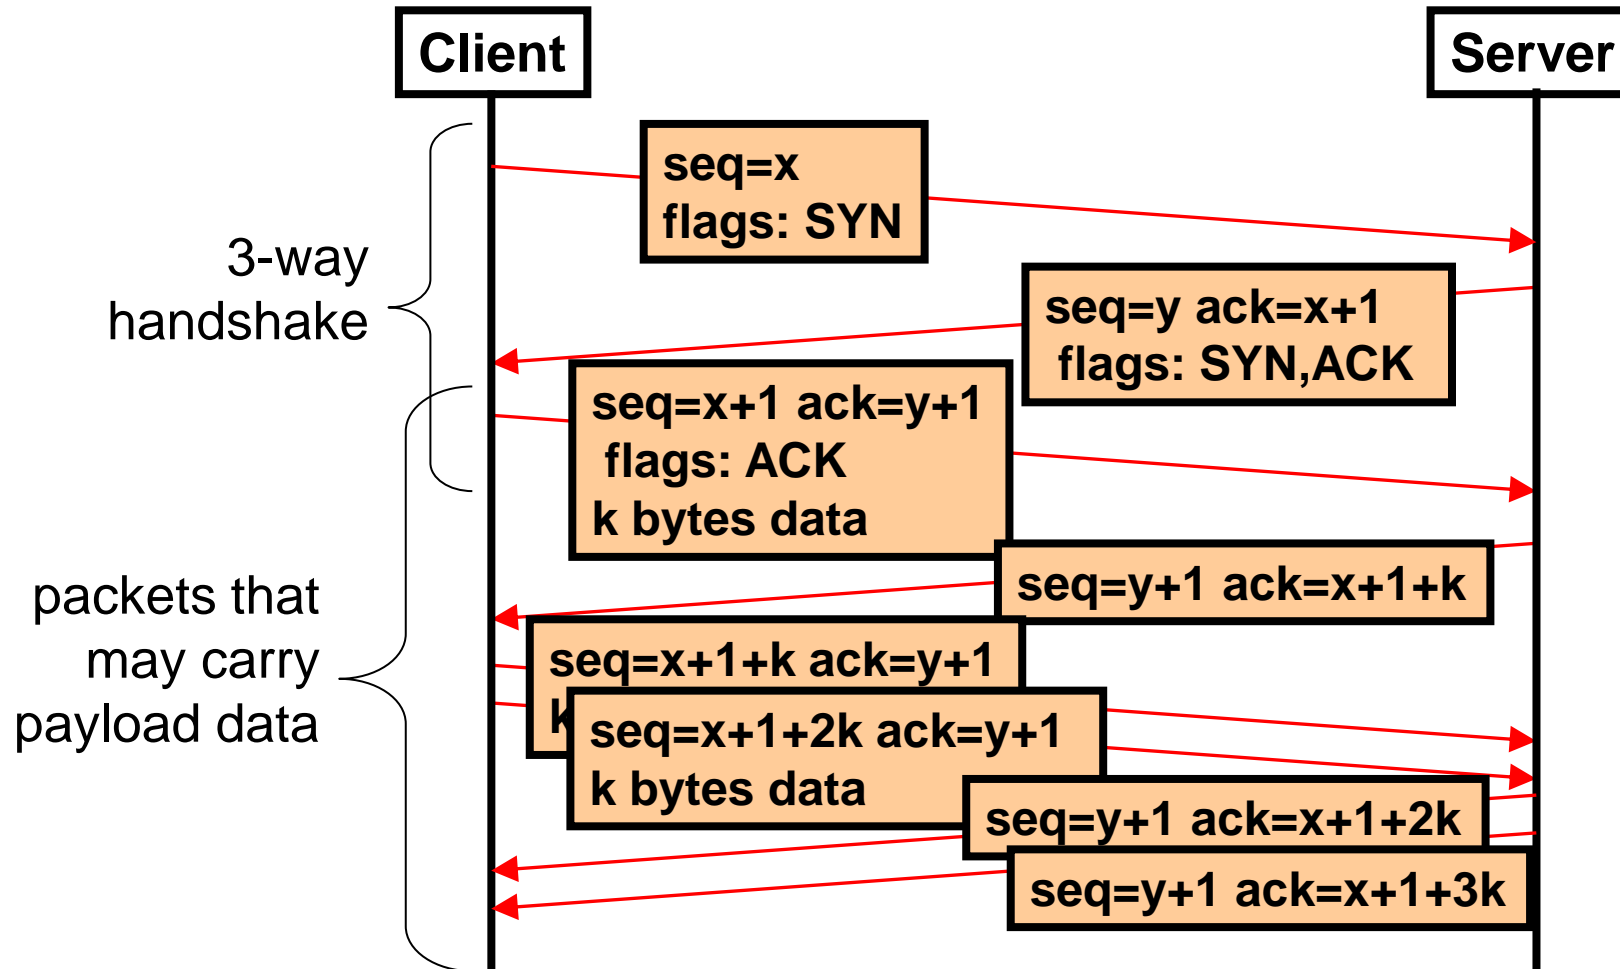 Client
Server
seq=x
flags: SYN
3-way
handshake
seq=y ack=x+1
flags: SYN,ACK
seq=x+1 ack=y+1
flags: ACK
k bytes data
seq=y+1 ack=x+1+k
packets that
may carry
payload data
seq=x+1+k ack=y+1
k
seq=x+1+2k ack=y+1
k bytes data
seq=y+1 ack=x+1+2k
seq=y+1 ack=x+1+3k